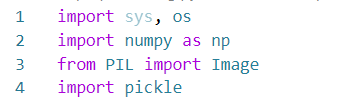 1 import sys, os
2 import numpy as np
3 from PIL import Image
4 import pickle